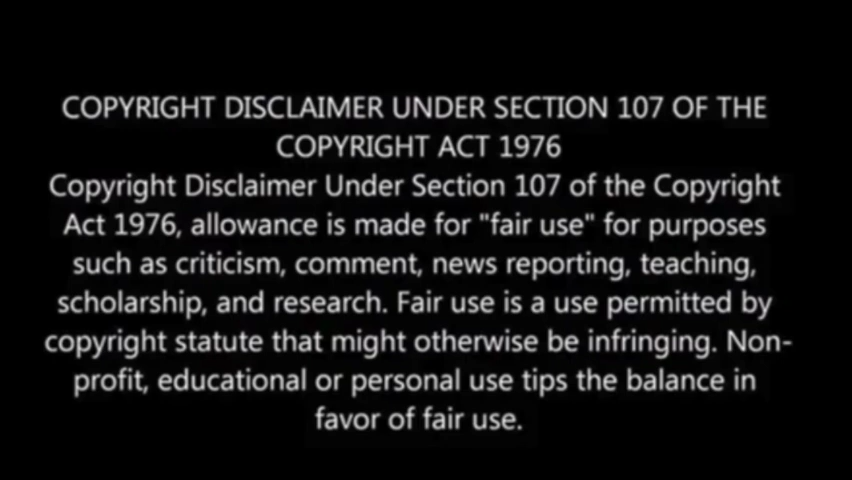 COPYRIGHT DISCLAIMER UNDER SECTION 107 OF THE
COPYRIGHT ACT 1976
Copyright Disclaimer Under Section 107 of the Copyright
Act 1976, allowance is made for "fair use" for purposes
such as criticism, comment, news reporting, teaching,
scholarship, and research. Fair use is a use permitted by
copyright statute that might otherwise be infringing. Non-
profit, educational or personal use tips the balance in
favor of fair use.